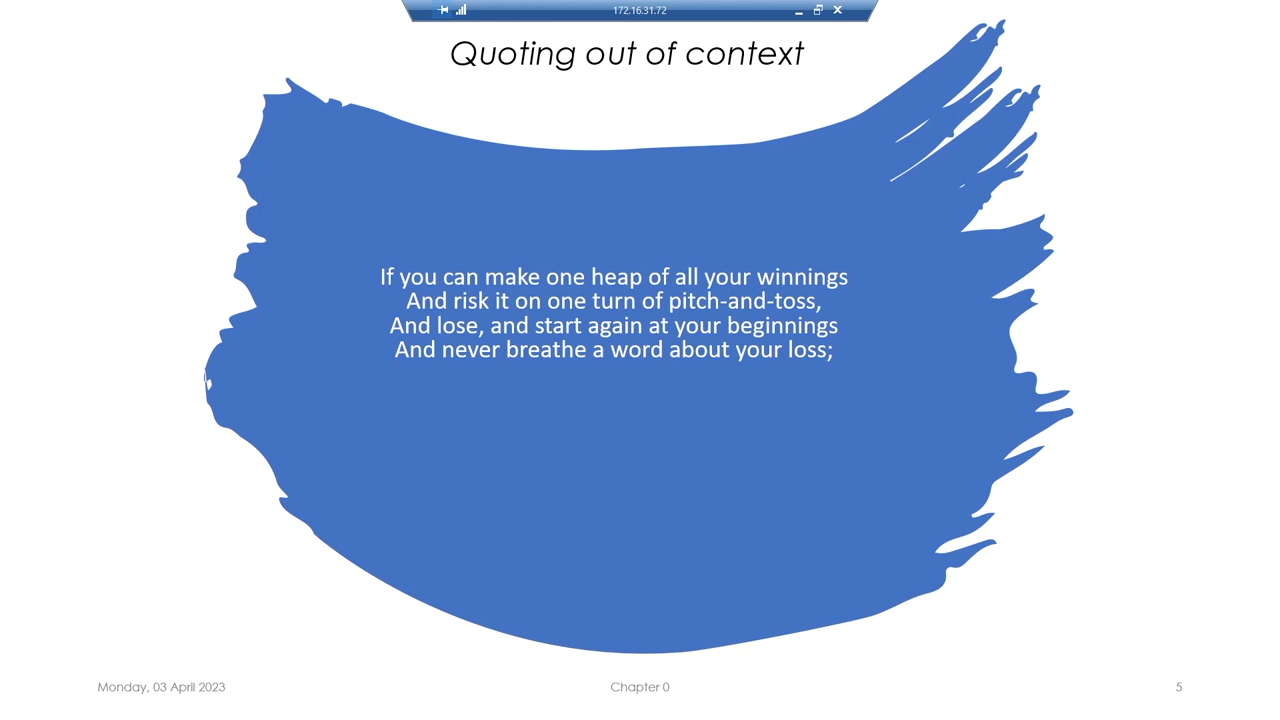 172.16.31.72
Quoting out of context
If you can make one heap of all your winnings
And risk it on one turn of pitch-and-toss,
And lose, and start again at your beginnings
And never breathe a word about your loss;
Monday, 03 April 2023
Chapter 0
5